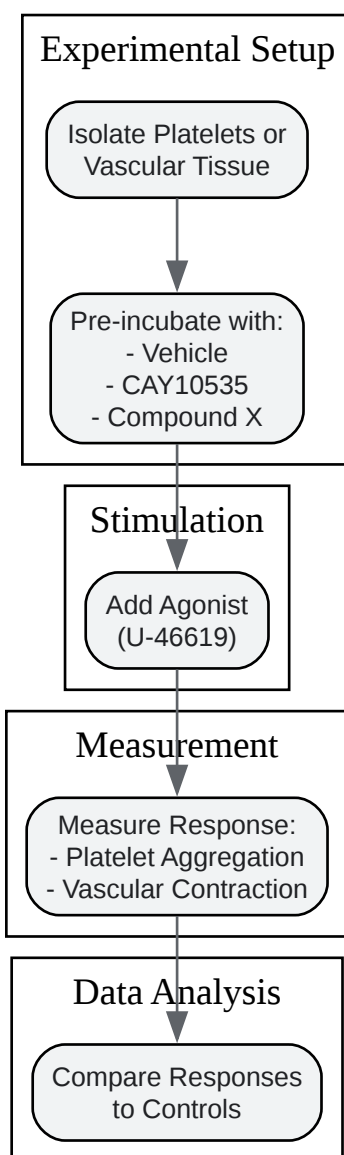 Experimental Setup
Isolate Platelets or
Vascular Tissue
Pre-incubate with:
- Vehicle
- CAY10535
- Compound X
Stimulation
Add Agonist
(U-46619)
Measurement
Measure Response:
- Platelet Aggregation
- Vascular Contraction
Data Analysis
Compare Responses
to Controls